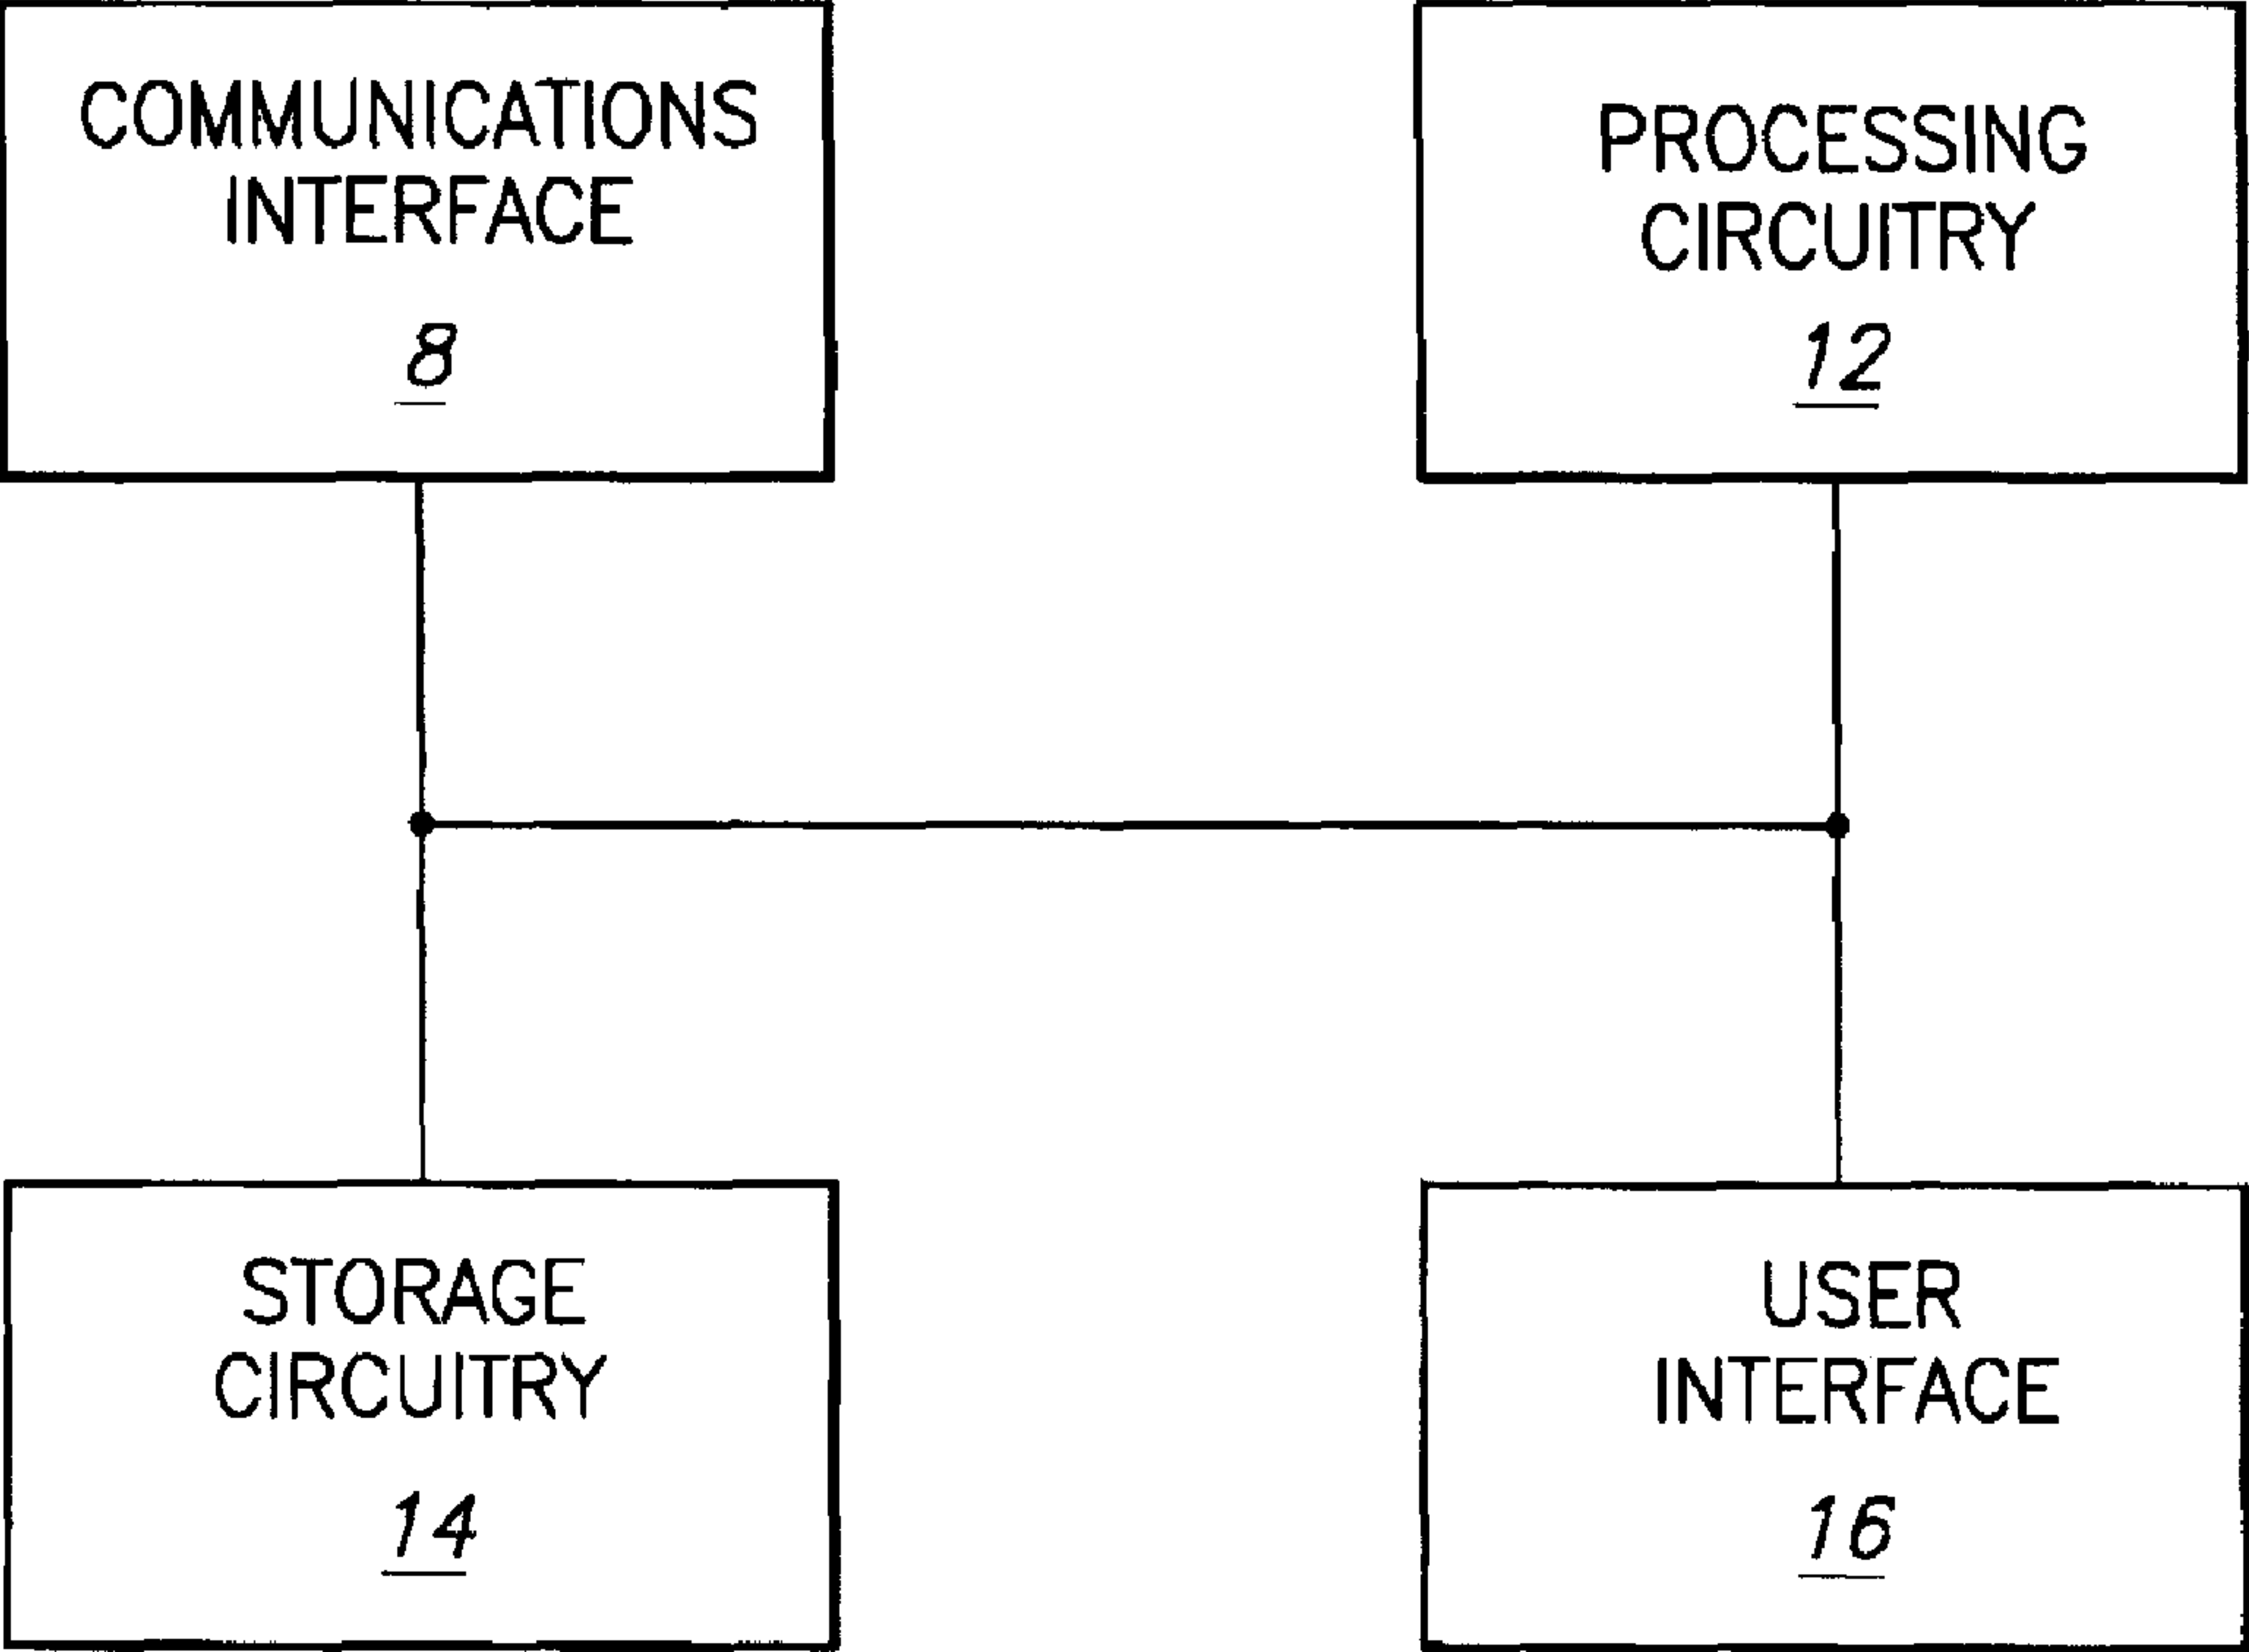 COMMUNICATIONS
INTERFACE
8
PROCESSING
CIRCUITRY
12
STORAGE
CIRCUITRY
14
USER
INTERFACE
16